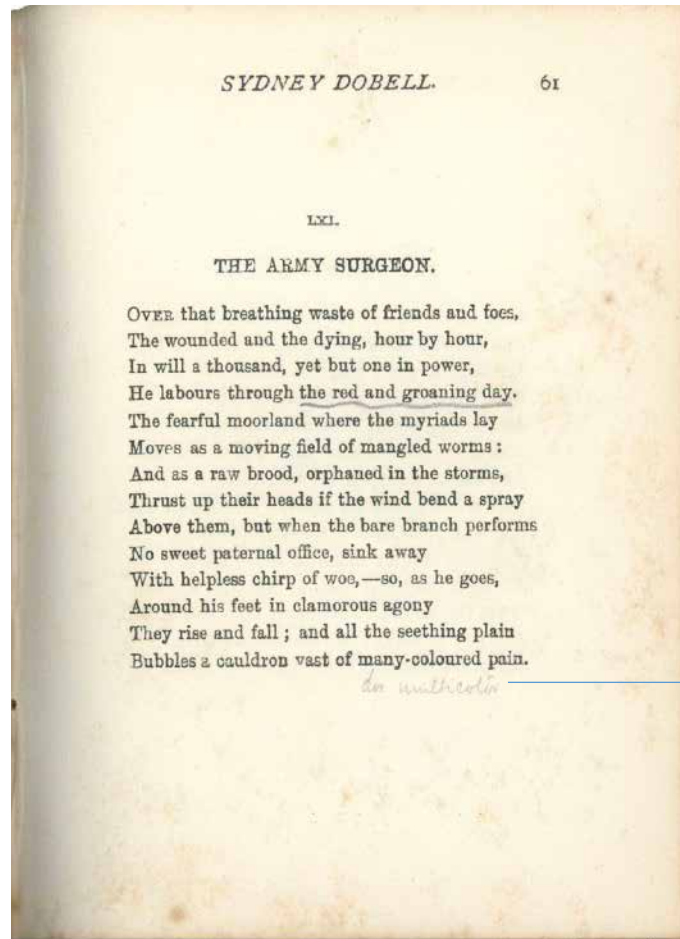 SYDNEY DOBELL. 61
LXI.
THE ARMY SURGEON.
OVER that breathing waste of friends and foes,
The wounded and the dying, hour by hour,
In will a thousand, yet but one in power,
He labours through the red and groaning day.
The fearful moorland where the myriads lay
Moves as a moving field of mangled worms :
And as a raw brood, orphaned in the storms,
Thrust up their heads if the wind bend a spray
Above them, but when the bare branch performs
No sweet paternal office, sink away
With helpless chirp of woe,—so, as he goes,
Around his feet in clamorous agony
They rise and fall ; and all the seething plain
Bubbles a cauldron vast of many-coloured pain.
dor multicolor